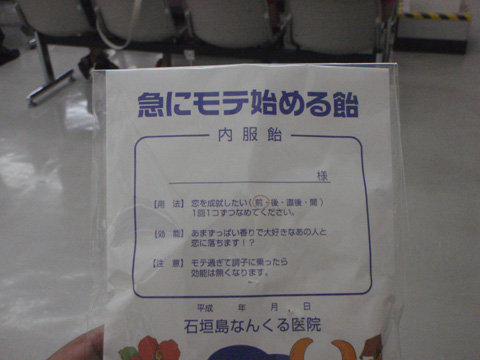 急にモテ始める飴
内服飴
様
【用 法】 恋を成就したい(前・後・直後・間)
1回1コずつなめてください。
【効 能】 あまずっぱい香りで大好きなあの人と
恋に落ちます!?
【注 意】 モテ過ぎて調子に乗ったら
効能は無くなります。
平成 年 月 日
石垣島なんくる医院